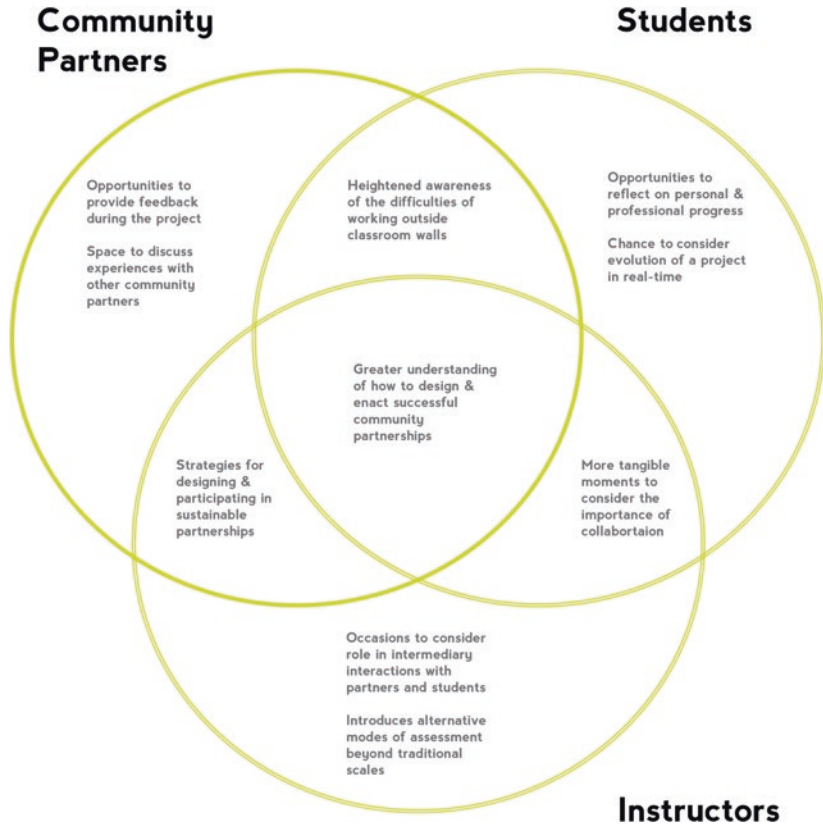 Community
Partners
Students
Opportunities to
provide feedback
during the project
Space to discuss
experiences with
other community
partners
Heightened awareness
of the difficulties of
working outside
classroom walls
Opportunities to
reflect on personal &
professional progress
Chance to consider
evolution of a project
in real-time
Greater understanding
of how to design &
enact successful
community
partnerships
Strategies for
designing &
participating in
sustainable
partnerships
More tangible
moments to
consider the
importance of
collabortaion
Occasions to consider
role in intermediary
interactions with
partners and students
Introduces alternative
modes of assessment
beyond traditional
scales
Instructors